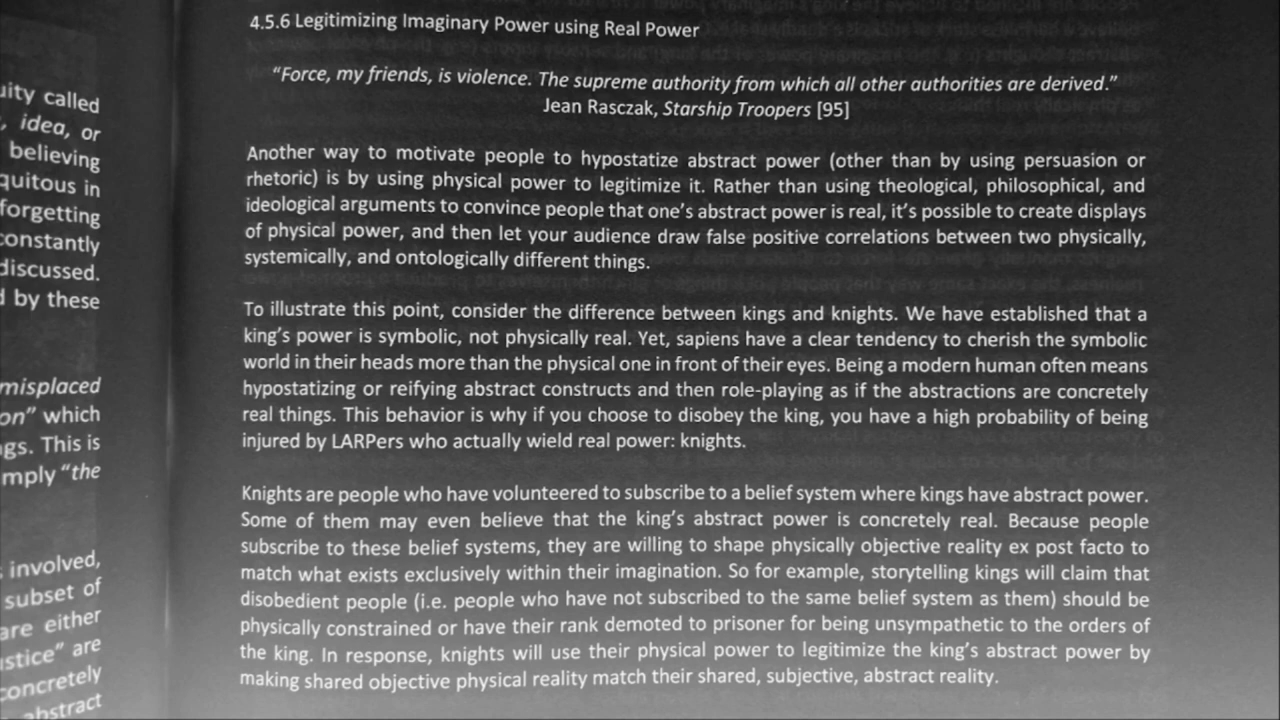 uity called
, idea, or
believing
quitous in
forgetting
constantly
discussed.
d by these
misplaced
on” which
gs. This is
mply “the
involved,
subset of
are either
ustice” are
concretely
abstract
4.5.6 Legitimizing Imaginary Power using Real Power
“Force, my friends, is violence. The supreme authority from which all other authorities are derived.”
Jean Rasczak, Starship Troopers [95]
Another way to motivate people to hypostatize abstract power (other than by using persuasion or
rhetoric) is by using physical power to legitimize it. Rather than using theological, philosophical, and
ideological arguments to convince people that one’s abstract power is real, it’s possible to create displays
of physical power, and then let your audience draw false positive correlations between two physically,
systemically, and ontologically different things.
To illustrate this point, consider the difference between kings and knights. We have established that a
king’s power is symbolic, not physically real. Yet, sapiens have a clear tendency to cherish the symbolic
world in their heads more than the physical one in front of their eyes. Being a modern human often means
hypostatizing or reifying abstract constructs and then role-playing as if the abstractions are concretely
real things. This behavior is why if you choose to disobey the king, you have a high probability of being
injured by LARPers who actually wield real power: knights.
Knights are people who have volunteered to subscribe to a belief system where kings have abstract power.
Some of them may even believe that the king’s abstract power is concretely real. Because people
subscribe to these belief systems, they are willing to shape physically objective reality ex post facto to
match what exists exclusively within their imagination. So for example, storytelling kings will claim that
disobedient people (i.e. people who have not subscribed to the same belief system as them) should be
physically constrained or have their rank demoted to prisoner for being unsympathetic to the orders of
the king. In response, knights will use their physical power to legitimize the king’s abstract power by
making shared objective physical reality match their shared, subjective, abstract reality.